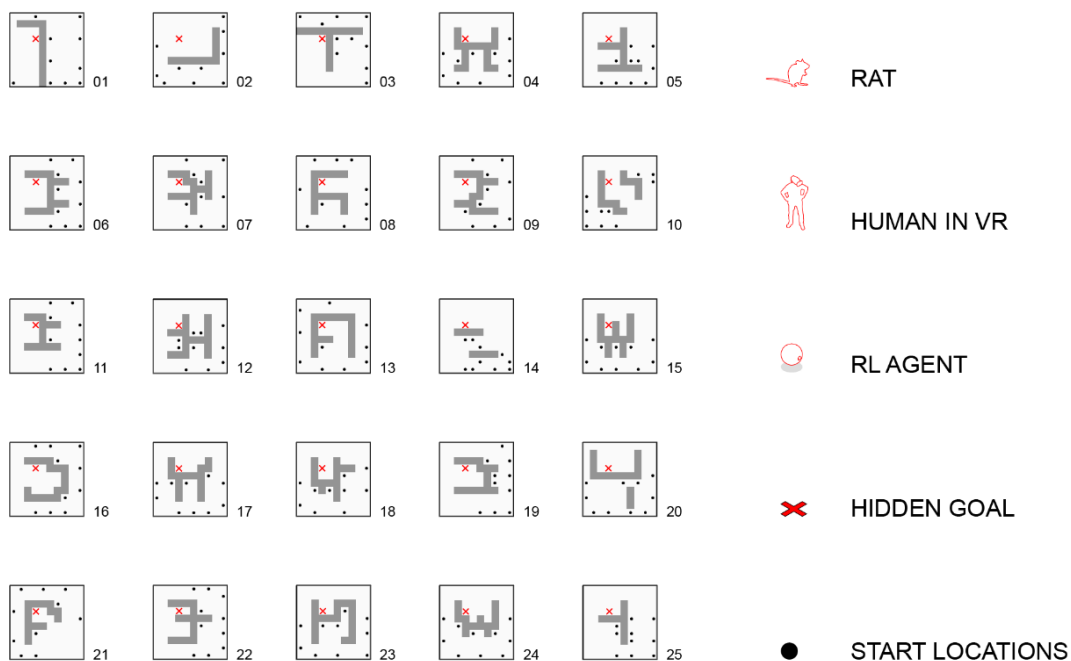 01 02 03 04 05 RAT
06 07 08 09 10 HUMAN IN VR
11 12 13 14 15 RL AGENT
16 17 18 19 20 HIDDEN GOAL
21 22 23 24 25 START LOCATIONS